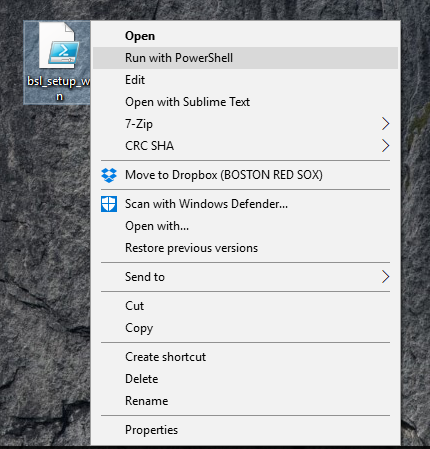 bsl_setup_w
n
Open
Run with PowerShell
Edit
Open with Sublime Text
7-Zip
CRC SHA
Move to Dropbox (BOSTON RED SOX)
Scan with Windows Defender...
Open with...
Restore previous versions
Send to
Cut
Copy
Create shortcut
Delete
Rename
Properties